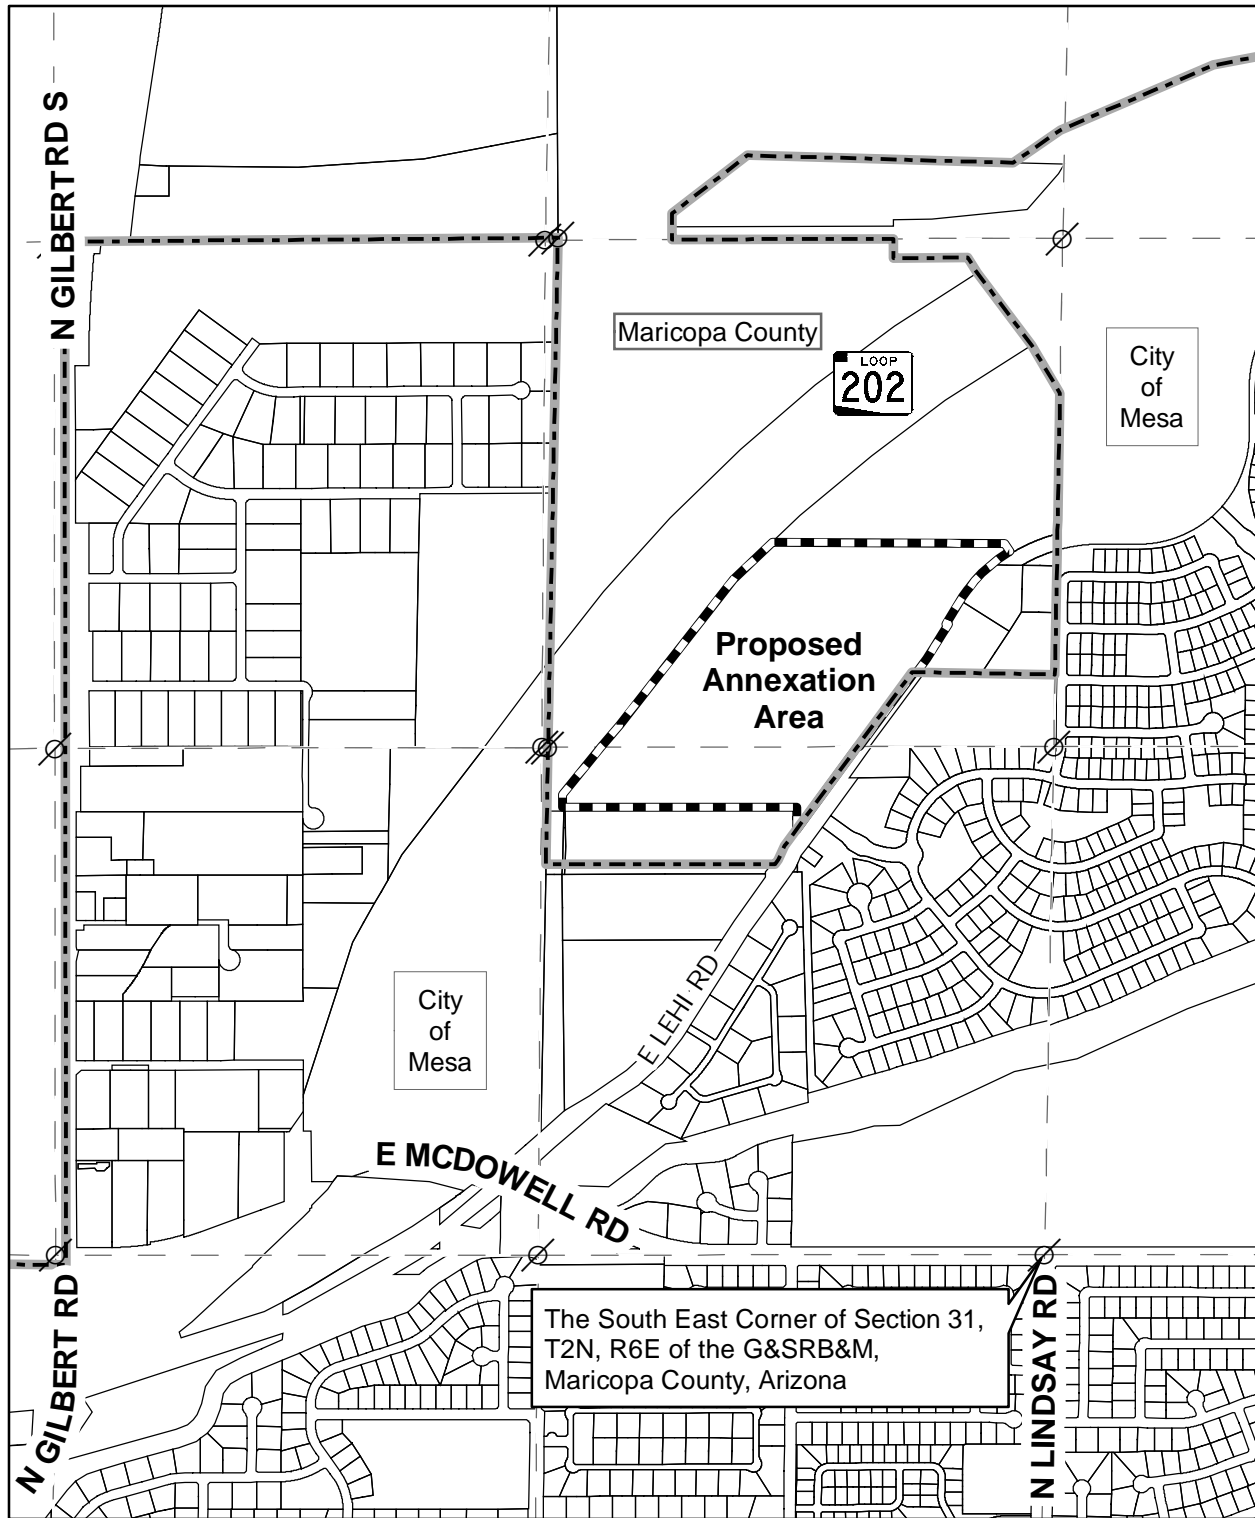 N GILBERT RD S
Maricopa County
LOOP
202
City
of
Mesa
Proposed
Annexation
Area
City
of
Mesa
E LEHI RD
E MCDOWELL RD
The South East Corner of Section 31,
T2N, R6E of the G&SRB&M,
Maricopa County, Arizona
N GILBERT RD
N LINDSAY RD